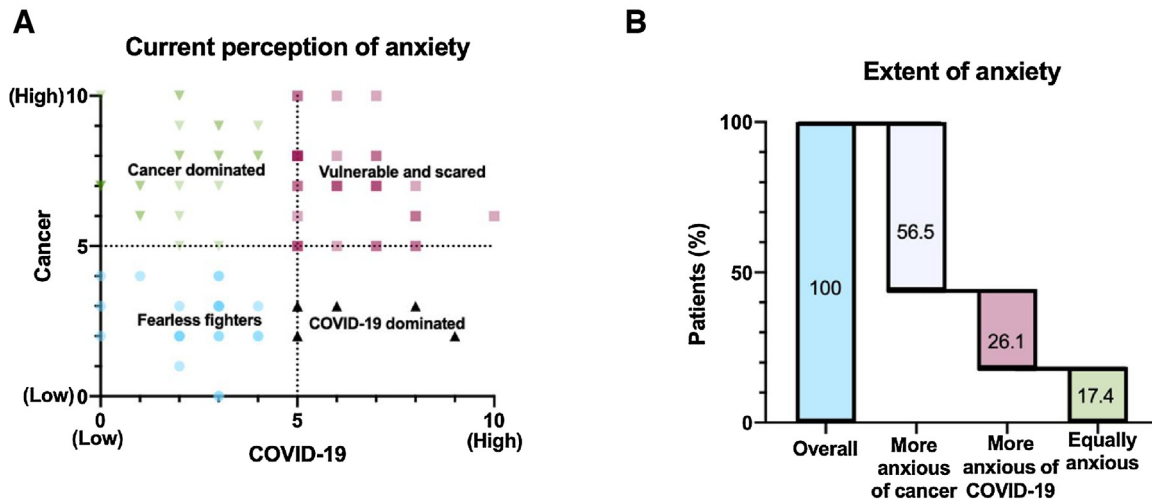 A
Current perception of anxiety
(High)
10
Cancer dominated
Vulnerable and scared
Cancer
5
Fearless fighters
COVID-19 dominated
(Low)
0
0
5
10
(Low)
(High)
COVID-19
B
Extent of anxiety
100
56.5
Patients (%)
50
100
26.1
17.4
0
Overall
More
anxious
of cancer
More
anxious of
COVID-19
Equally
anxious